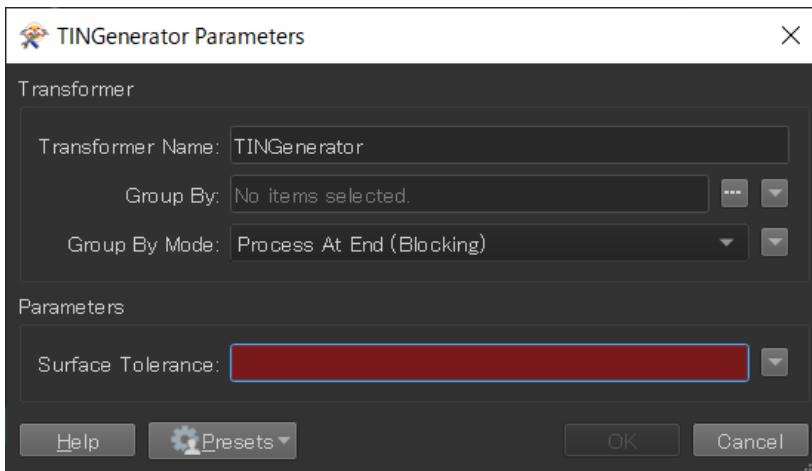 TINGenerator Parameters
Transformer
Transformer Name: TINGenerator
Group By: No items selected.
Group By Mode: Process At End (Blocking)
Parameters
Surface Tolerance:
Help Presets OK Cancel